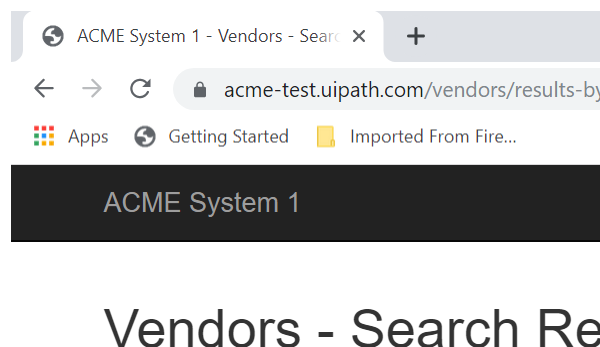 ACME System 1 - Vendors - Sear
acme-test.uipath.com/vendors/results-by
Apps Getting Started Imported From Fire...
ACME System 1
Vendors - Search Re